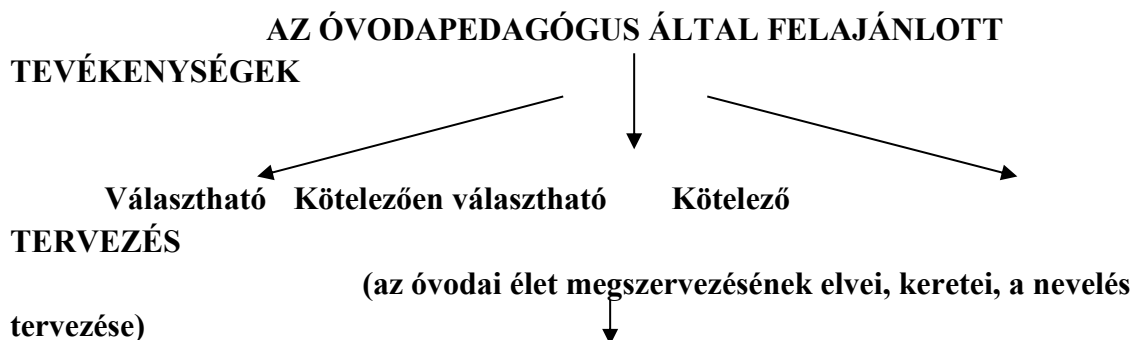 AZ ÓVODAPEDAGÓGUS ÁLTAL FELAJÁNLOTT
TEVÉKENYSÉGEK
Választható Kötelezően választható Kötelező
TERVEZÉS
(az óvodai élet megszervezésének elvei, keretei, a nevelés
tervezése)